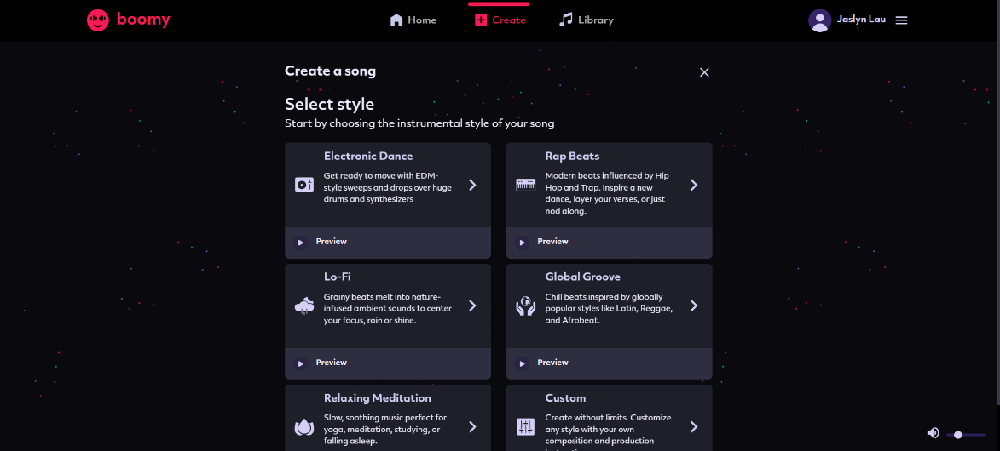 boomy
Home
Create
Library
Jaslyn Lau
Create a song
Select style
Start by choosing the instrumental style of your song
Electronic Dance
Get ready to move with EDM-
style sweeps and drops over huge
drums and synthesizers
Preview
Rap Beats
Modern beats influenced by Hip
Hop and Trap. Inspire a new
dance, layer your verses, or just
nod along.
Preview
Lo-Fi
Grainy beats melt into nature-
infused ambient sounds to center
your focus, rain or shine.
Preview
Global Groove
Chill beats inspired by globally
popular styles like Latin, Reggae,
and Afrobeat.
Preview
Relaxing Meditation
Slow, soothing music perfect for
yoga, meditation, studying, or
falling asleep.
Custom
Create without limits. Customize
any style with your own
composition and production